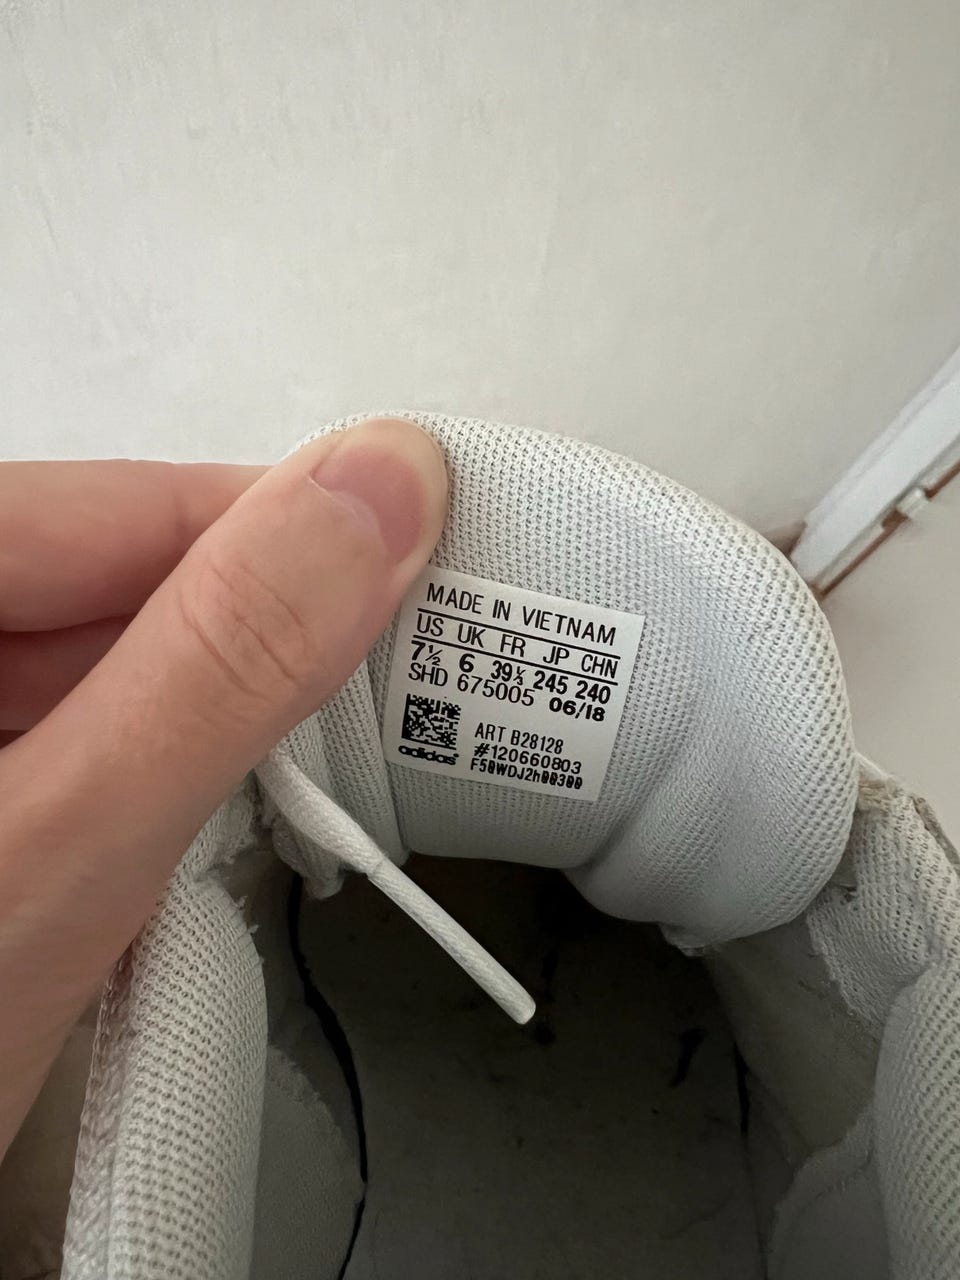 MADE IN VIETNAM
US UK FR JP CHN
7½ 6 39⅓ 245 240
SHD 675005 06/18
ART B28128
#120660803
adidas